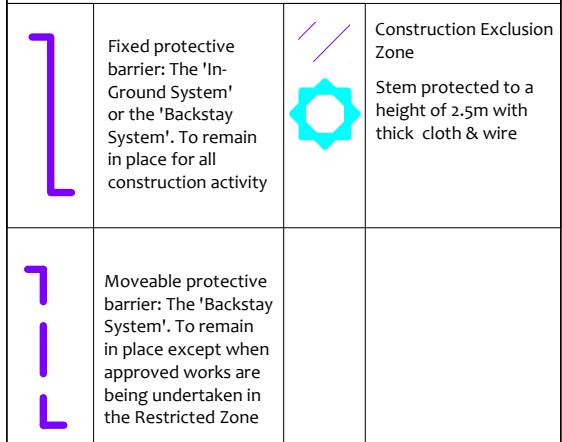 Fixed protective
barrier: The 'In-
Ground System'
or the 'Backstay
System'. To remain
in place for all
construction activity
Construction Exclusion
Zone
Stem protected to a
height of 2.5m with
thick cloth & wire
Moveable protective
barrier: The 'Backstay
System'. To remain
in place except when
approved works are
being undertaken in
the Restricted Zone